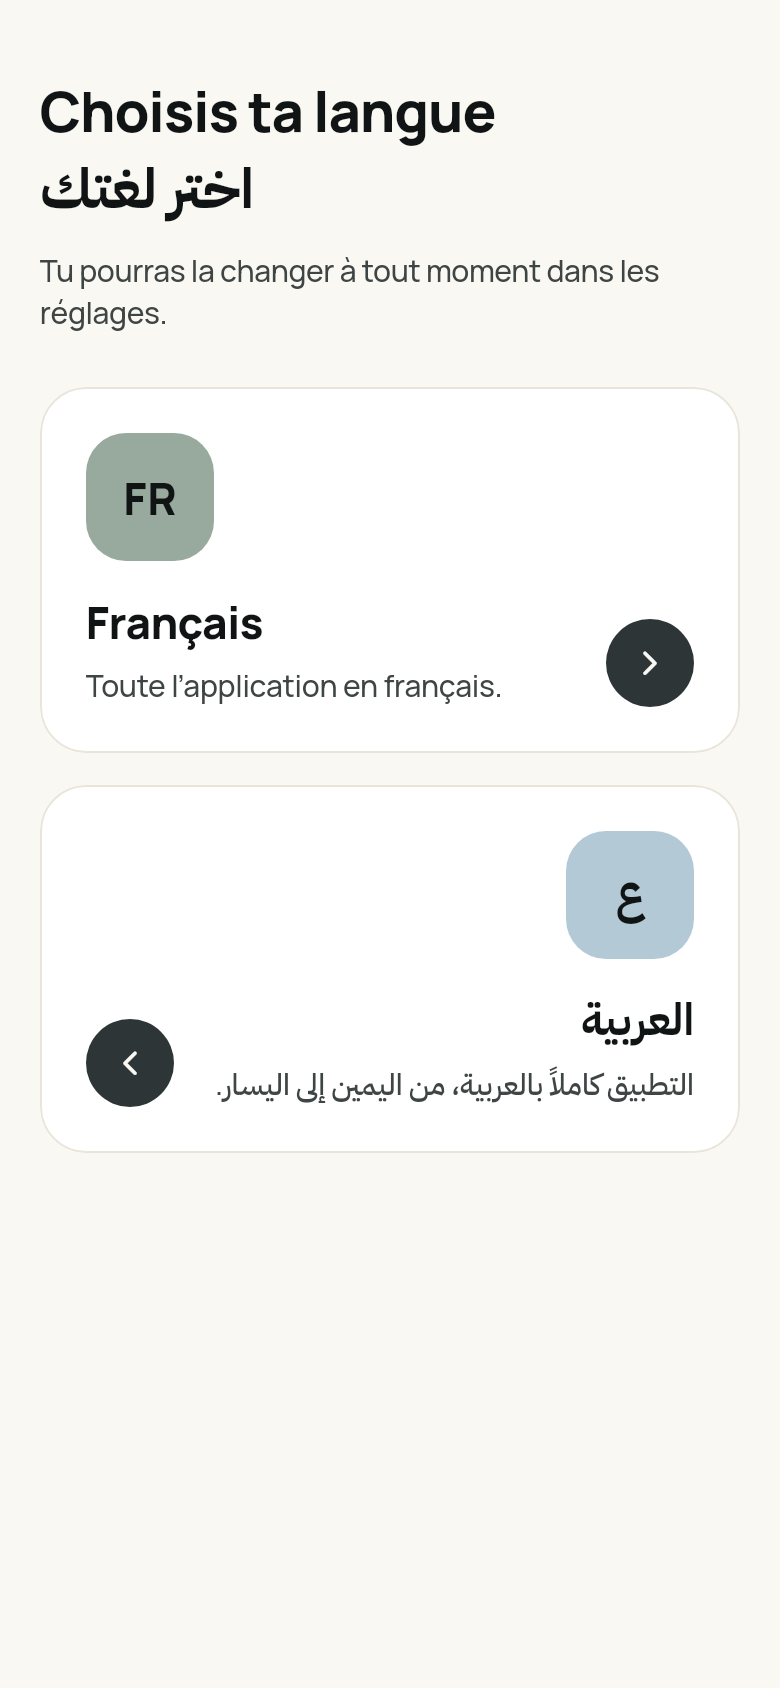 Choisis ta langue
اختر لغتك
Tu pourras la changer à tout moment dans les
réglages.
FR
Français
Toute l’application en français.
ع
العربية
التطبيق كاملاً بالعربية، من اليمين إلى اليسار.